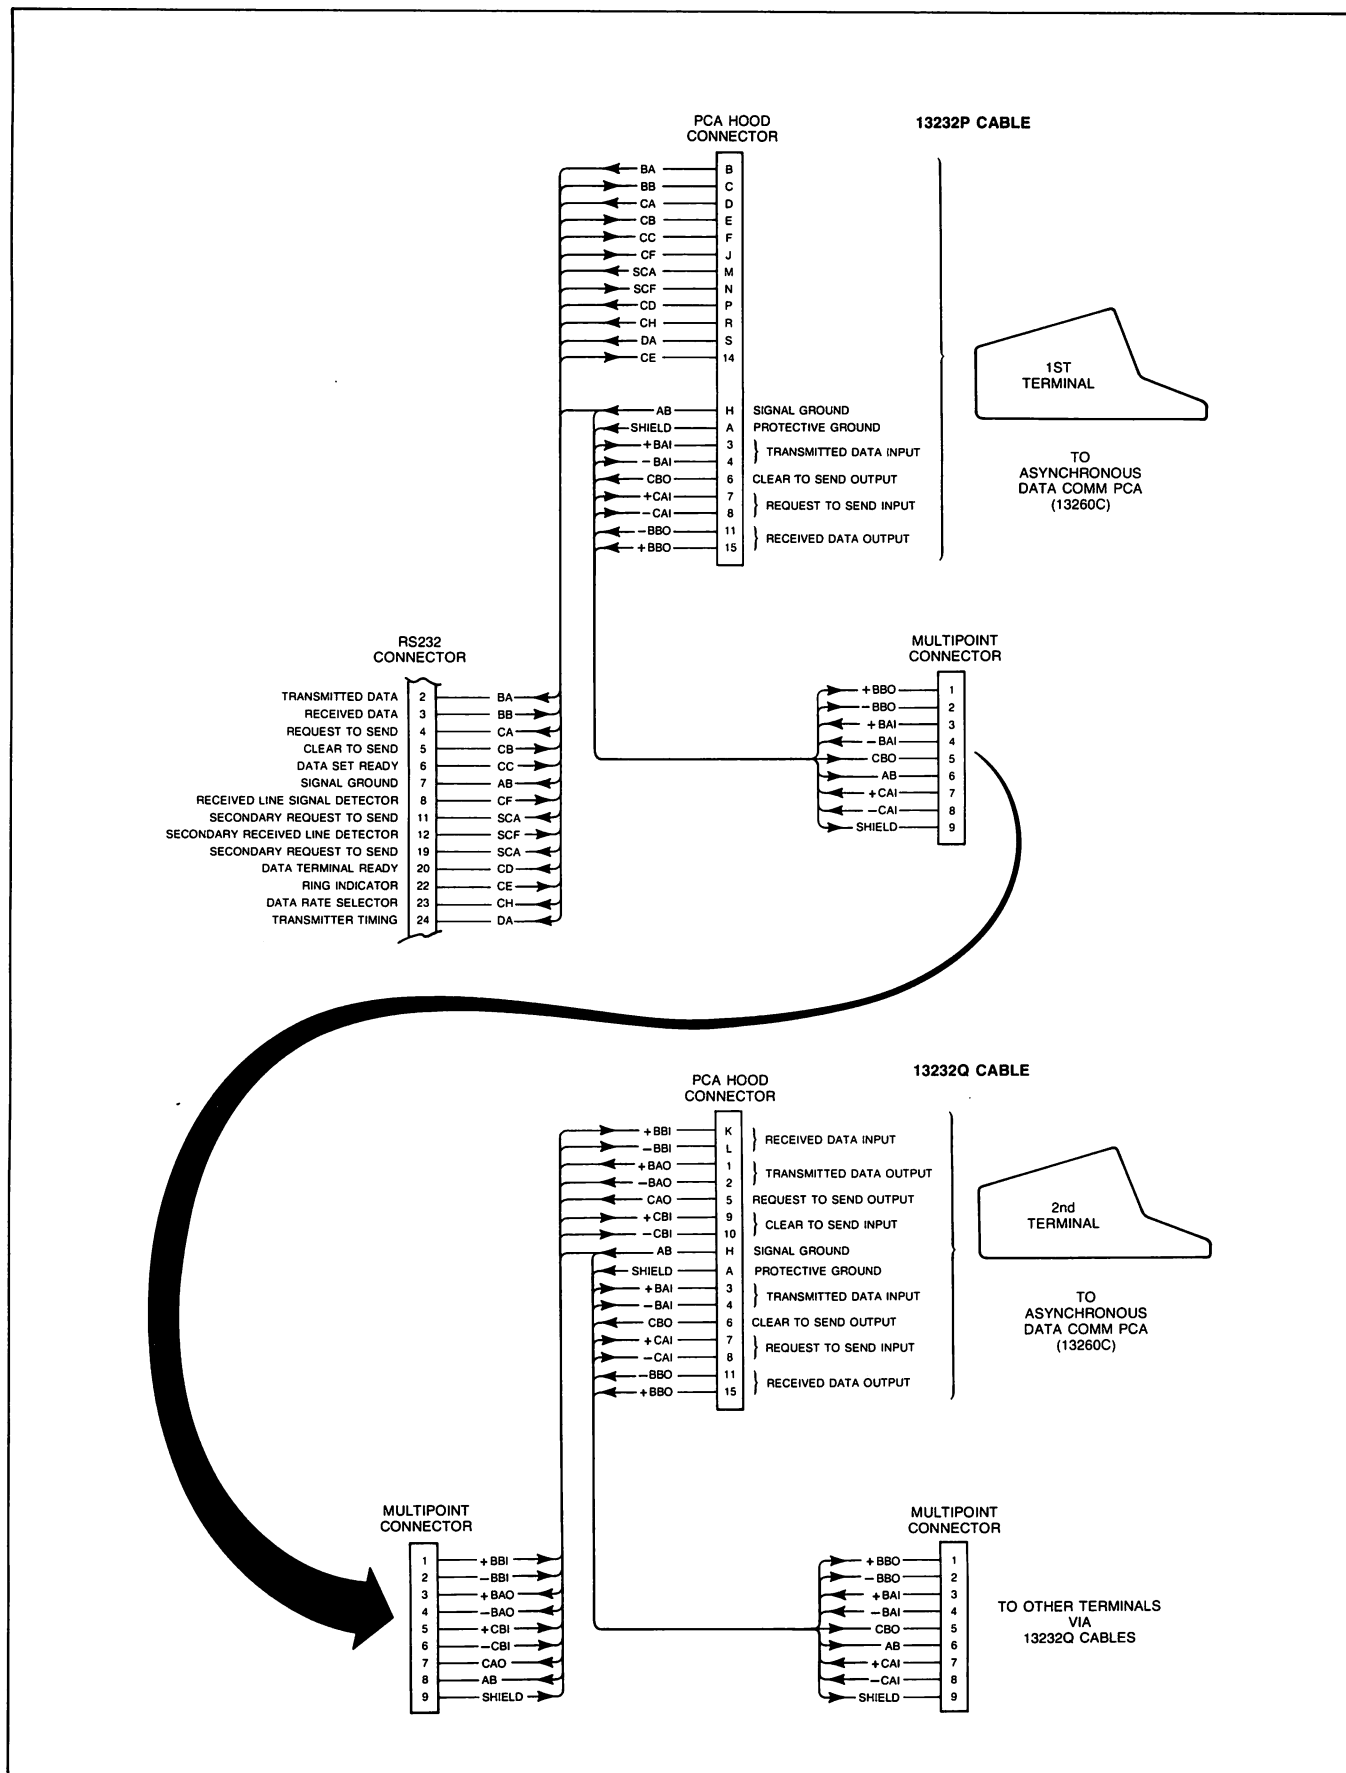 PCA HOOD
CONNECTOR
13232P CABLE
BA B
BB C
CA D
CB E
CC F
CF J
SCA M
SCF N
CD P
CH R
DA S
CE 14
AB H SIGNAL GROUND
SHIELD A PROTECTIVE GROUND
+BAI 3
TRANSMITTED DATA INPUT
−BAI 4
CBO 6 CLEAR TO SEND OUTPUT
+CAI 7
REQUEST TO SEND INPUT
−CAI 8
−BBO 11
RECEIVED DATA OUTPUT
+BBO 15
1ST
TERMINAL
TO
ASYNCHRONOUS
DATA COMM PCA
(13260C)
RS232
CONNECTOR
TRANSMITTED DATA 2 BA
RECEIVED DATA 3 BB
REQUEST TO SEND 4 CA
CLEAR TO SEND 5 CB
DATA SET READY 6 CC
SIGNAL GROUND 7 AB
RECEIVED LINE SIGNAL DETECTOR 8 CF
SECONDARY REQUEST TO SEND 11 SCA
SECONDARY RECEIVED LINE DETECTOR 12 SCF
SECONDARY REQUEST TO SEND 19 SCA
DATA TERMINAL READY 20 CD
RING INDICATOR 22 CE
DATA RATE SELECTOR 23 CH
TRANSMITTER TIMING 24 DA
MULTIPOINT
CONNECTOR
+BBO 1
−BBO 2
+BAI 3
−BAI 4
CBO 5
AB 6
+CAI 7
−CAI 8
SHIELD 9
PCA HOOD
CONNECTOR
13232Q CABLE
+BBI K
RECEIVED DATA INPUT
−BBI L
+BAO 1
TRANSMITTED DATA OUTPUT
−BAO 2
CAO 5 REQUEST TO SEND OUTPUT
+CBI 9
CLEAR TO SEND INPUT
−CBI 10
AB H SIGNAL GROUND
SHIELD A PROTECTIVE GROUND
+BAI 3
TRANSMITTED DATA INPUT
−BAI 4
CBO 6 CLEAR TO SEND OUTPUT
+CAI 7
REQUEST TO SEND INPUT
−CAI 8
−BBO 11
RECEIVED DATA OUTPUT
+BBO 15
2nd
TERMINAL
TO
ASYNCHRONOUS
DATA COMM PCA
(13260C)
MULTIPOINT
CONNECTOR
1 +BBI
2 −BBI
3 +BAO
4 −BAO
5 +CBI
6 −CBI
7 CAO
8 AB
9 SHIELD
MULTIPOINT
CONNECTOR
+BBO 1
−BBO 2
+BAI 3
−BAI 4
CBO 5
AB 6
+CAI 7
−CAI 8
SHIELD 9
TO OTHER TERMINALS
VIA
13232Q CABLES